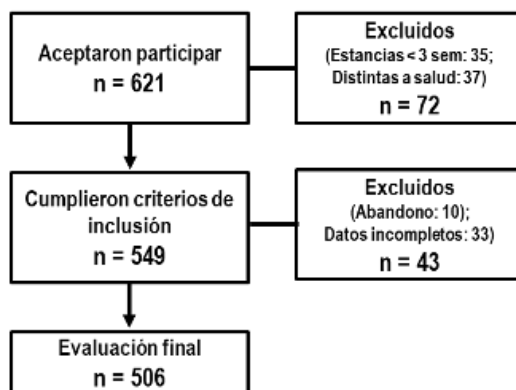 Aceptaron participar
n = 621
Excluidos
(Estancias < 3 sem: 35;
Distintas a salud: 37)
n = 72
Cumplieron criterios de
inclusión
n = 549
Excluidos
(Abandono: 10);
Datos incompletos: 33)
n = 43
Evaluación final
n = 506